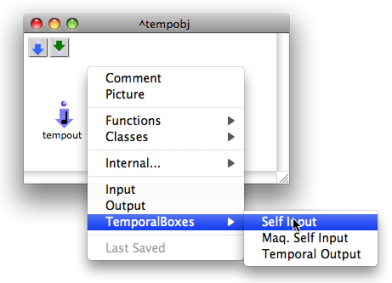 ^tempobj
tempout
Comment
Picture
Functions
Classes
Internal...
Input
Output
TemporalBoxes
Last Saved
Self Input
Maq. Self Input
Temporal Output